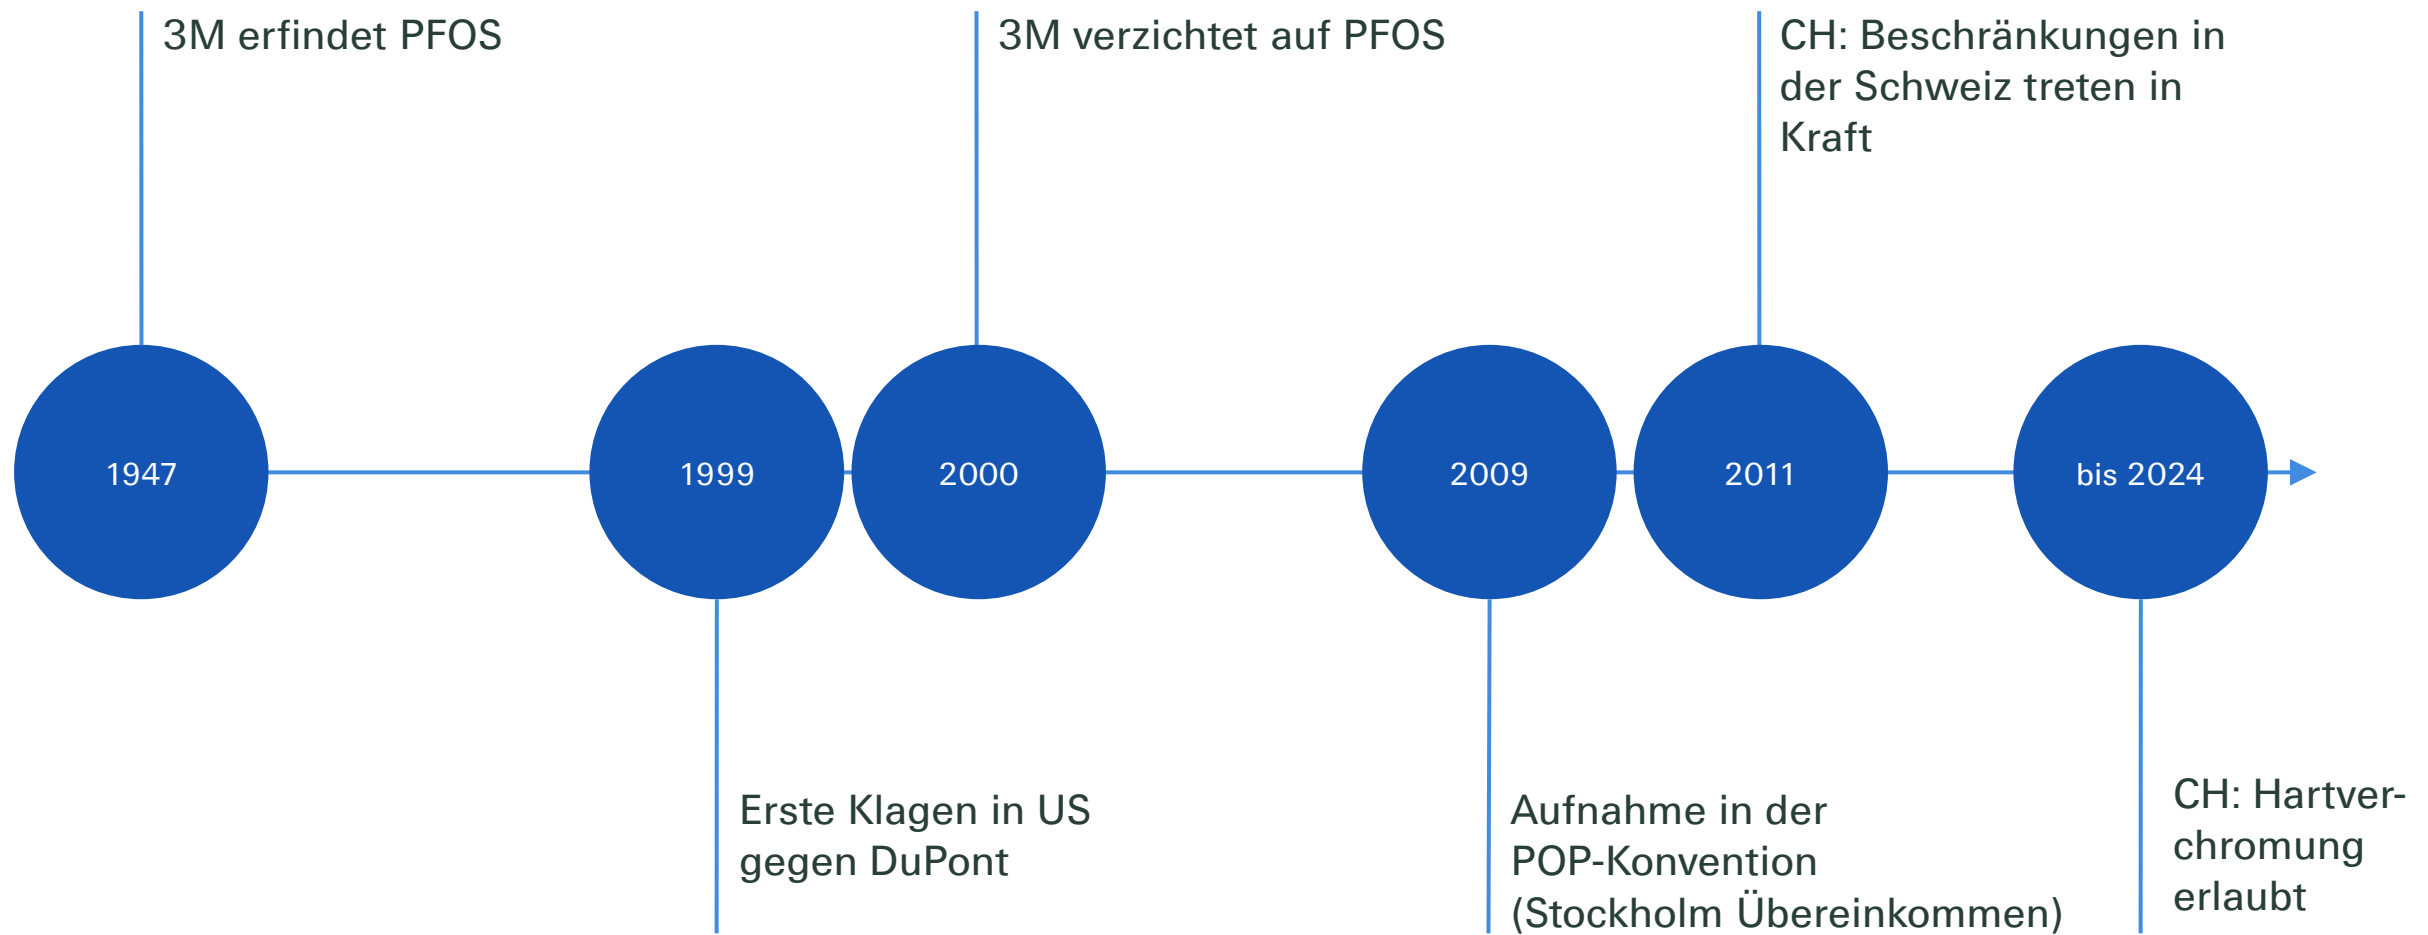 3M erfindet PFOS
3M verzichtet auf PFOS
CH: Beschränkungen in
der Schweiz treten in
Kraft
1947
1999
2000
2009
2011
bis 2024
Erste Klagen in US
gegen DuPont
Aufnahme in der
POP-Konvention
(Stockholm Übereinkommen)
CH: Hartver-
chromung
erlaubt